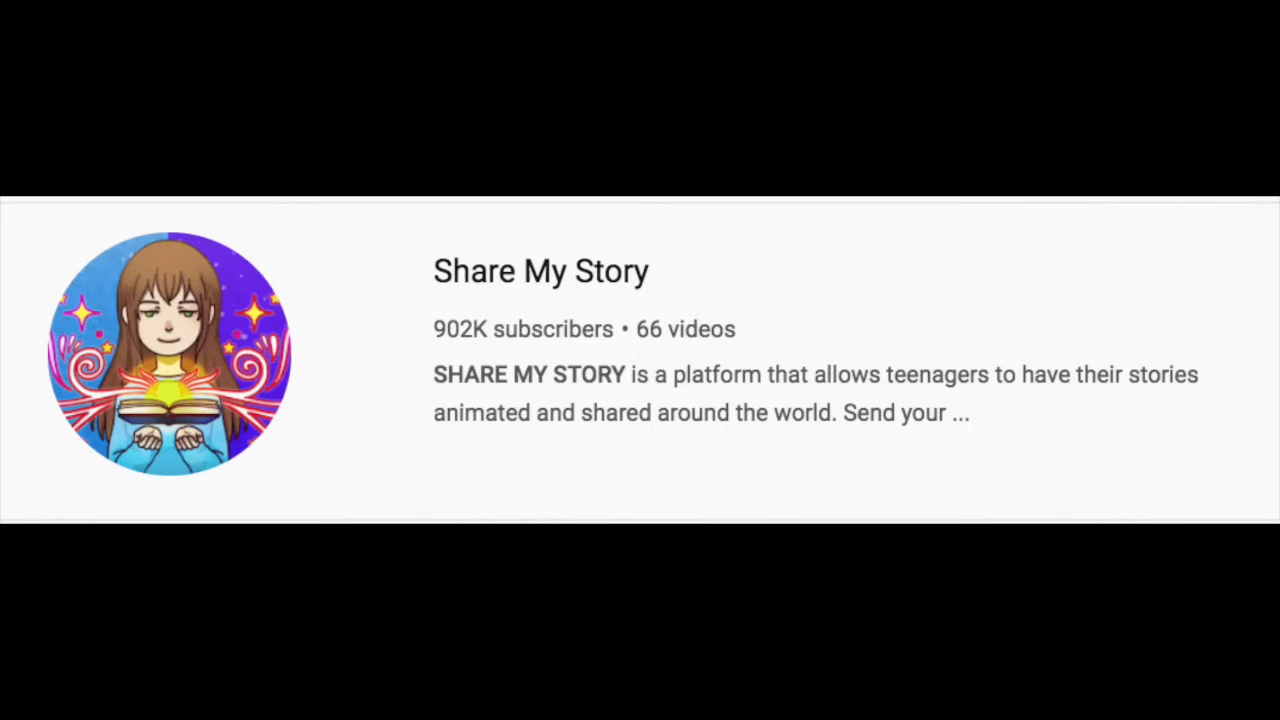 Share My Story
902K subscribers • 66 videos
SHARE MY STORY is a platform that allows teenagers to have their stories
animated and shared around the world. Send your ...